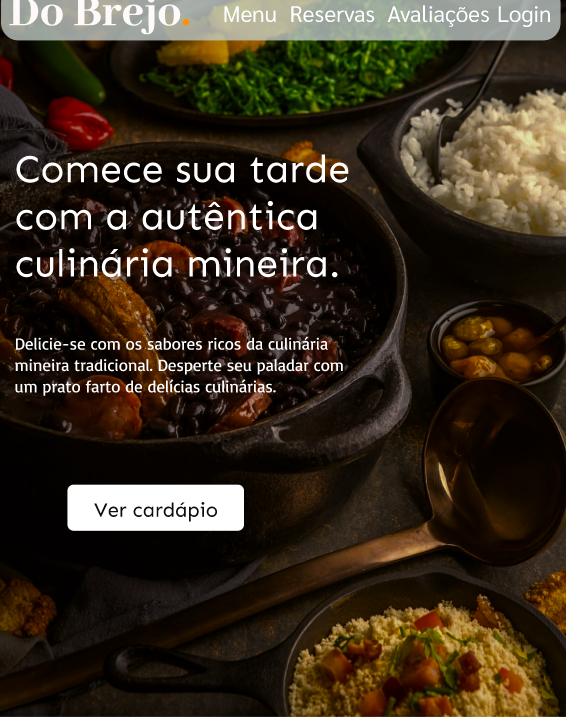 Do Brejo.
Menu Reservas Avaliações Login
Comece sua tarde
com a autêntica
culinária mineira.
Delicie-se com os sabores ricos da culinária
mineira tradicional. Desperte seu paladar com
um prato farto de delícias culinárias.
Ver cardápio